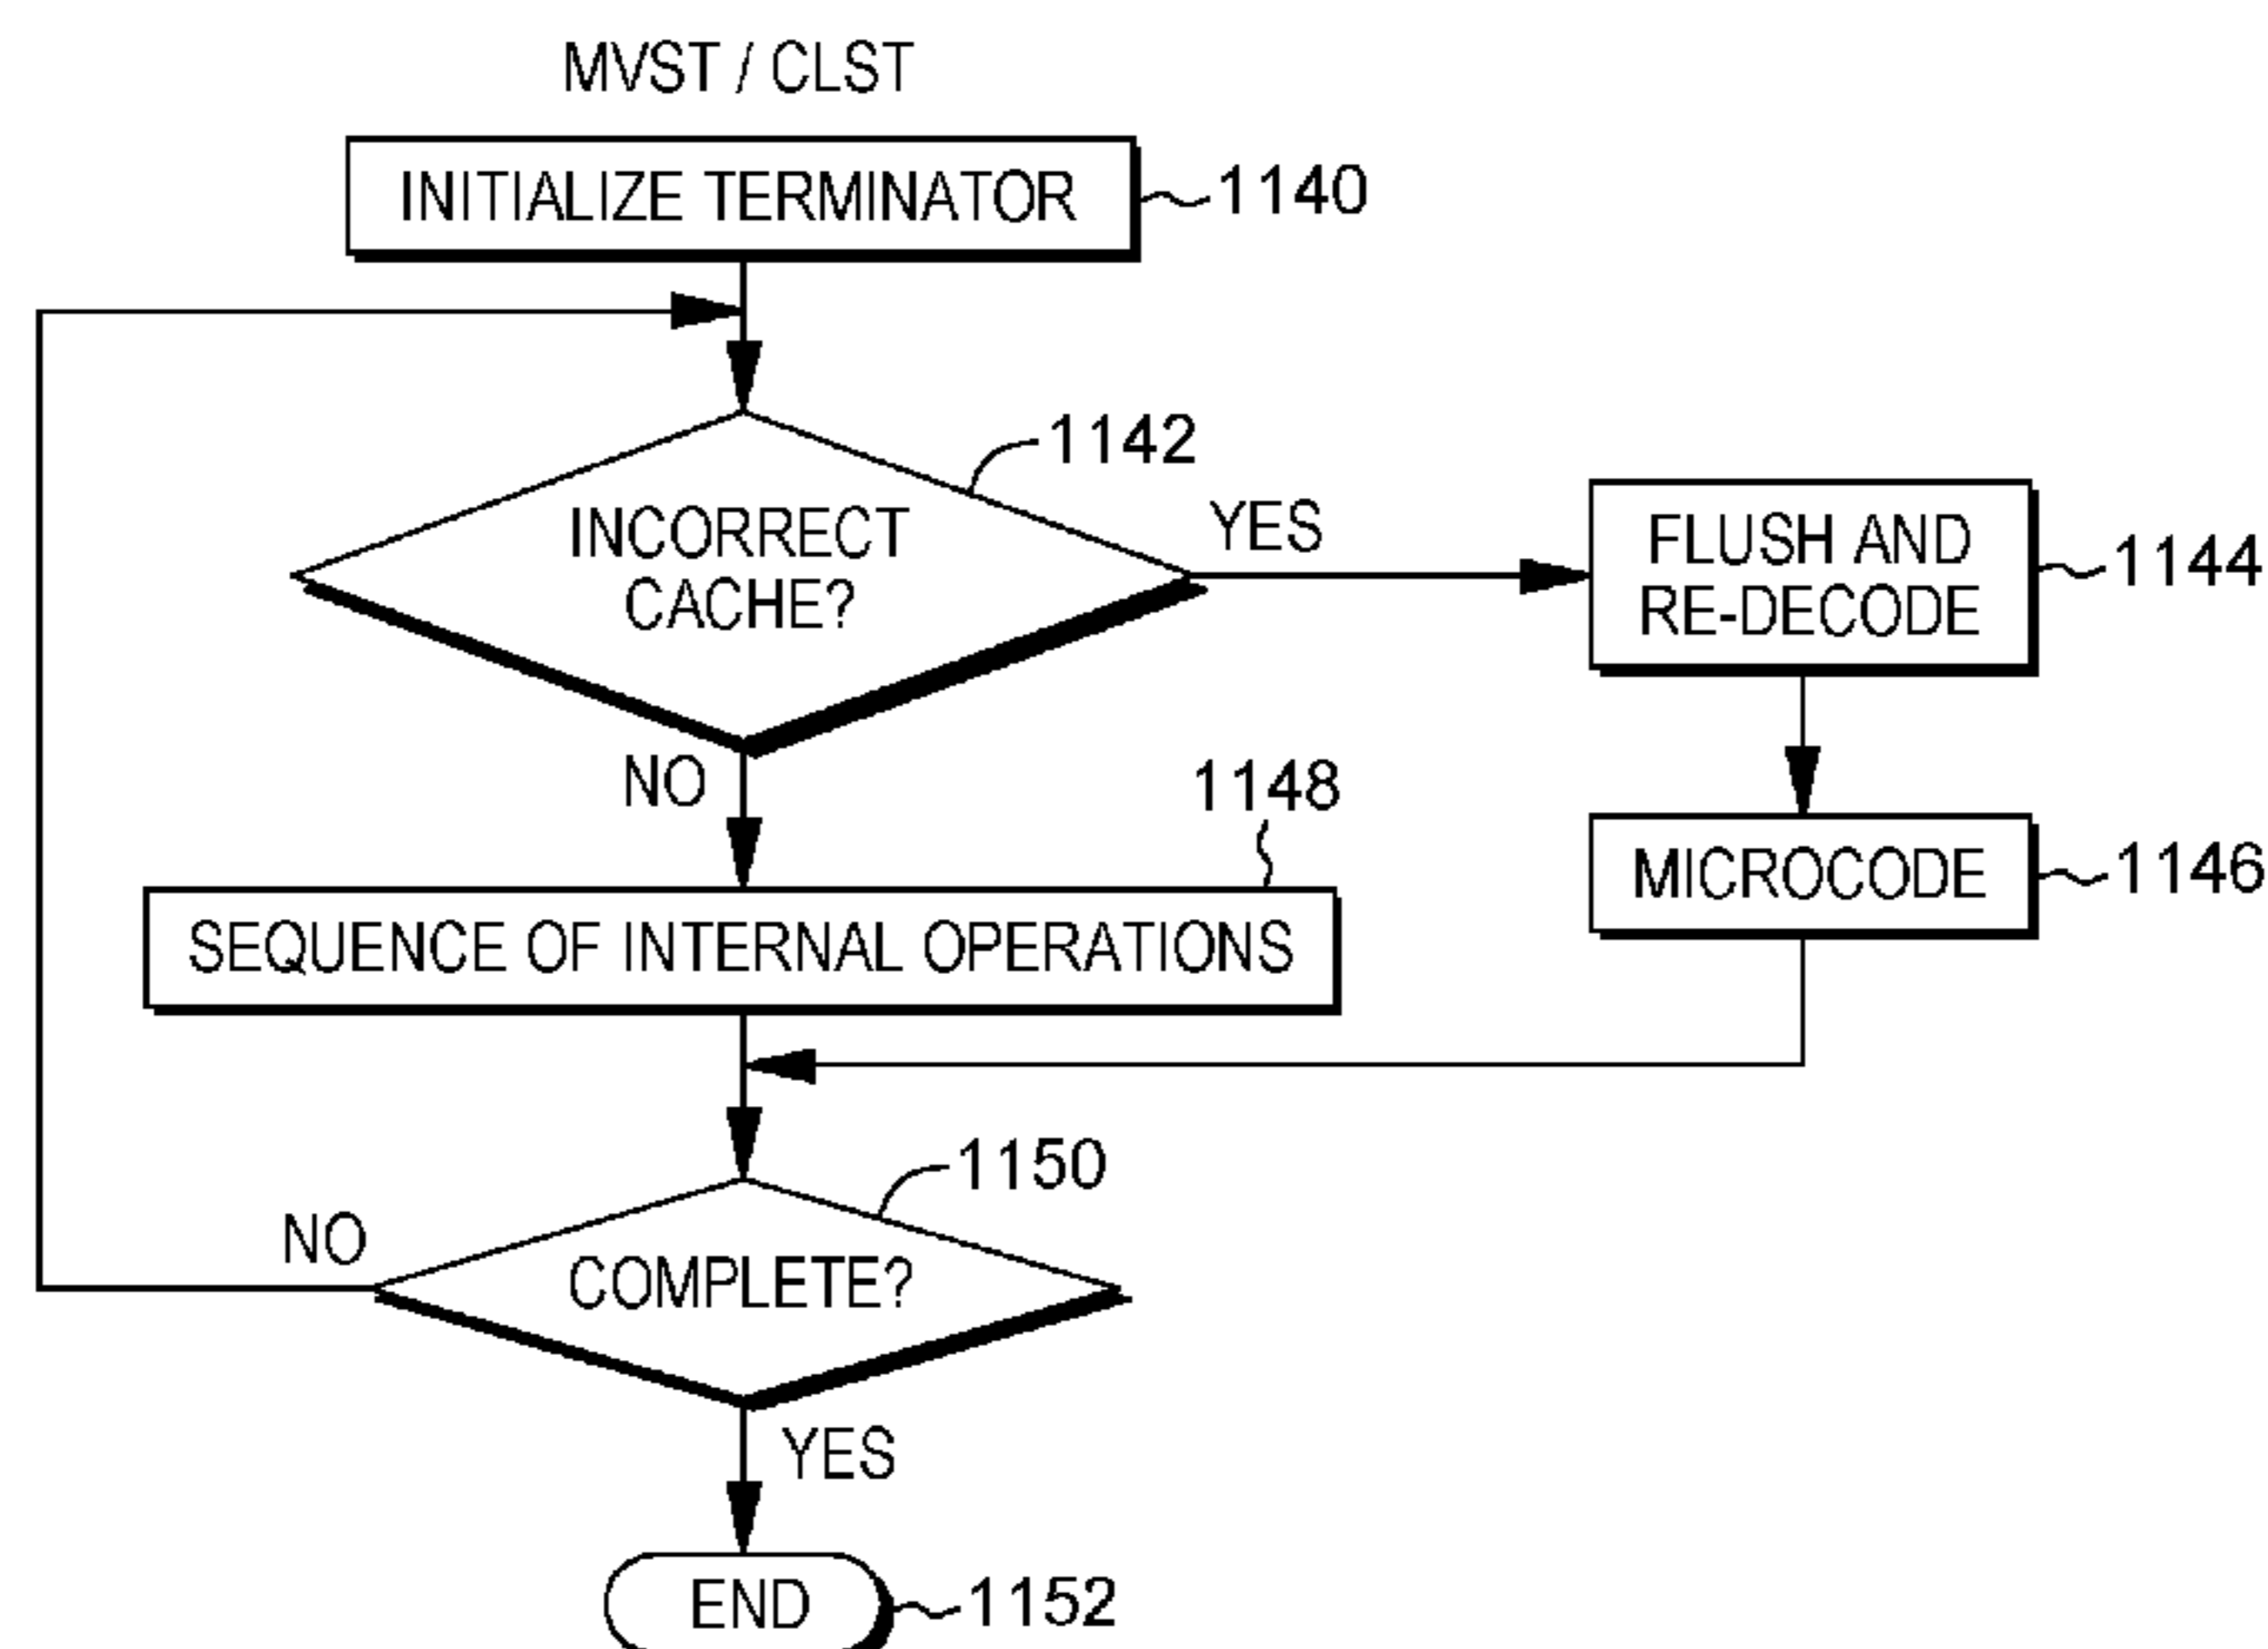 MVST / CLST
INITIALIZE TERMINATOR
1140
1142
INCORRECT
CACHE?
YES
FLUSH AND
RE-DECODE
1144
NO
1148
MICROCODE
1146
SEQUENCE OF INTERNAL OPERATIONS
1150
NO
COMPLETE?
YES
END
1152